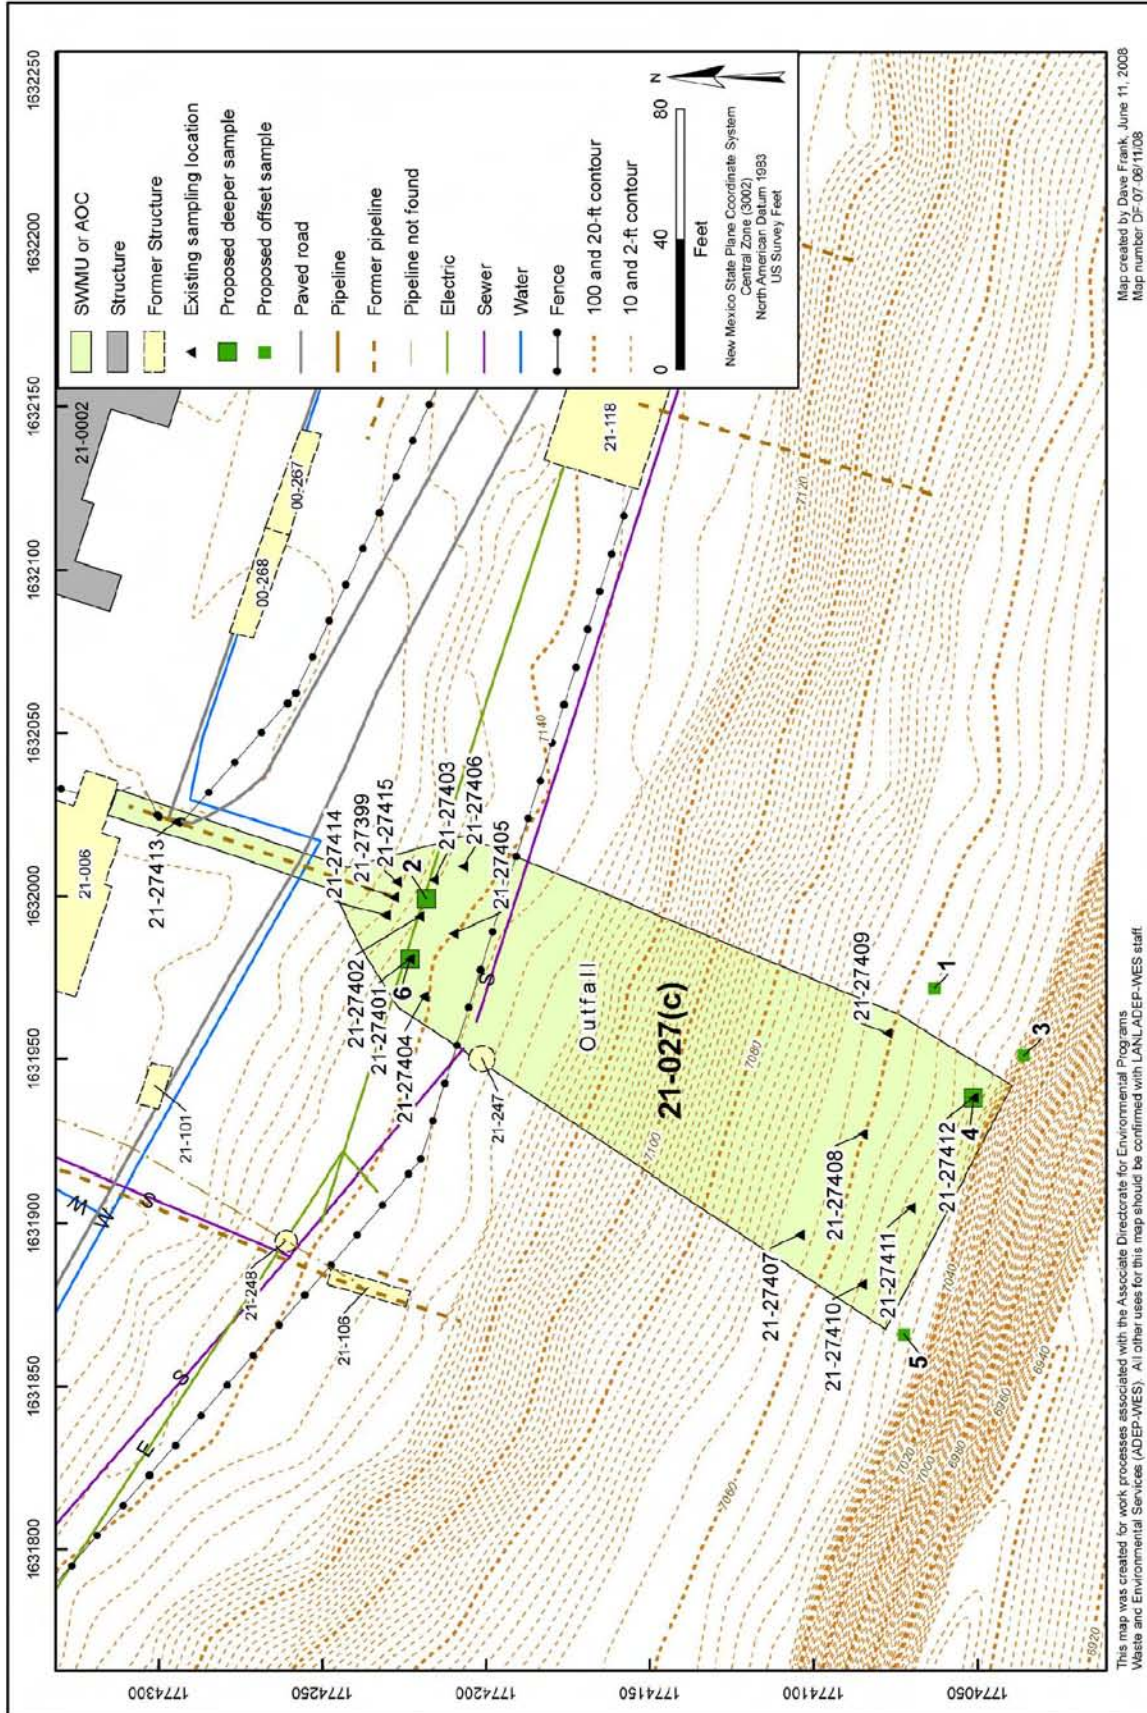 1631800
1631850
1631900
1631950
1632000
1632050
1632100
1632150
1632200
1632250
1774300
1774250
1774200
1774150
1774100
1774050
SWMU or AOC
Structure
Former Structure
Existing sampling location
Proposed deeper sample
Proposed offset sample
Paved road
Pipeline
Former pipeline
Pipeline not found
Electric
Sewer
Water
Fence
100 and 20-ft contour
10 and 2-ft contour
0 40 80
Feet
N
New Mexico State Plane Coordinate System
Central Zone (3002)
North American Datum 1983
US Survey Feet
21-0002
00-267
00-268
21-006
21-118
21-101
21-27413
21-27414
21-27399
21-27415
2
21-27403
21-27406
21-27405
21-27402
21-27401
6
21-27404
W
W
S
21-248
21-106
21-247
S
E
S
7140
7120
Outfall
21-027(c)
7100
7080
7060
21-27409
21-27408
21-27407
21-27410
21-27411
21-27412
4
1
3
5
7040
7020
7000
6980
6960
6940
6920
This map was created for work processes associated with the Associate Directorate for Environmental Programs
Waste and Environmental Services (ADEP-WES). All other uses for this map should be confirmed with LANL ADEP-WES staff.
Map created by Dave Frank, June 11, 2008
Map number DF-07-06/11/08